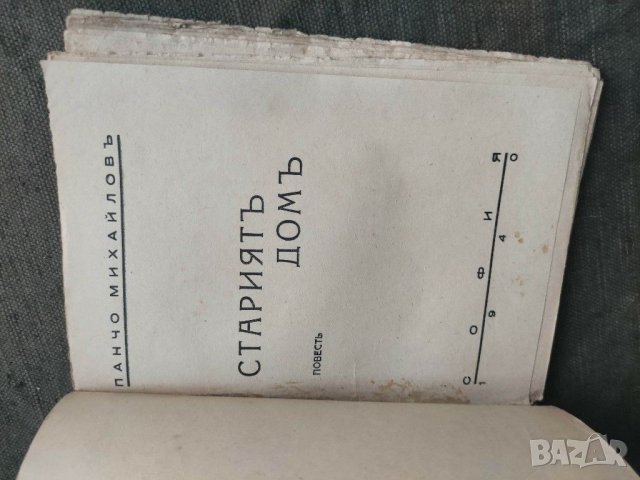 ПАНЧО МИХАЙЛОВЪ
СТАРИЯТЪ
ДОМЪ
ПОВЕСТЬ
СОФИЯ
1940
BAZAR